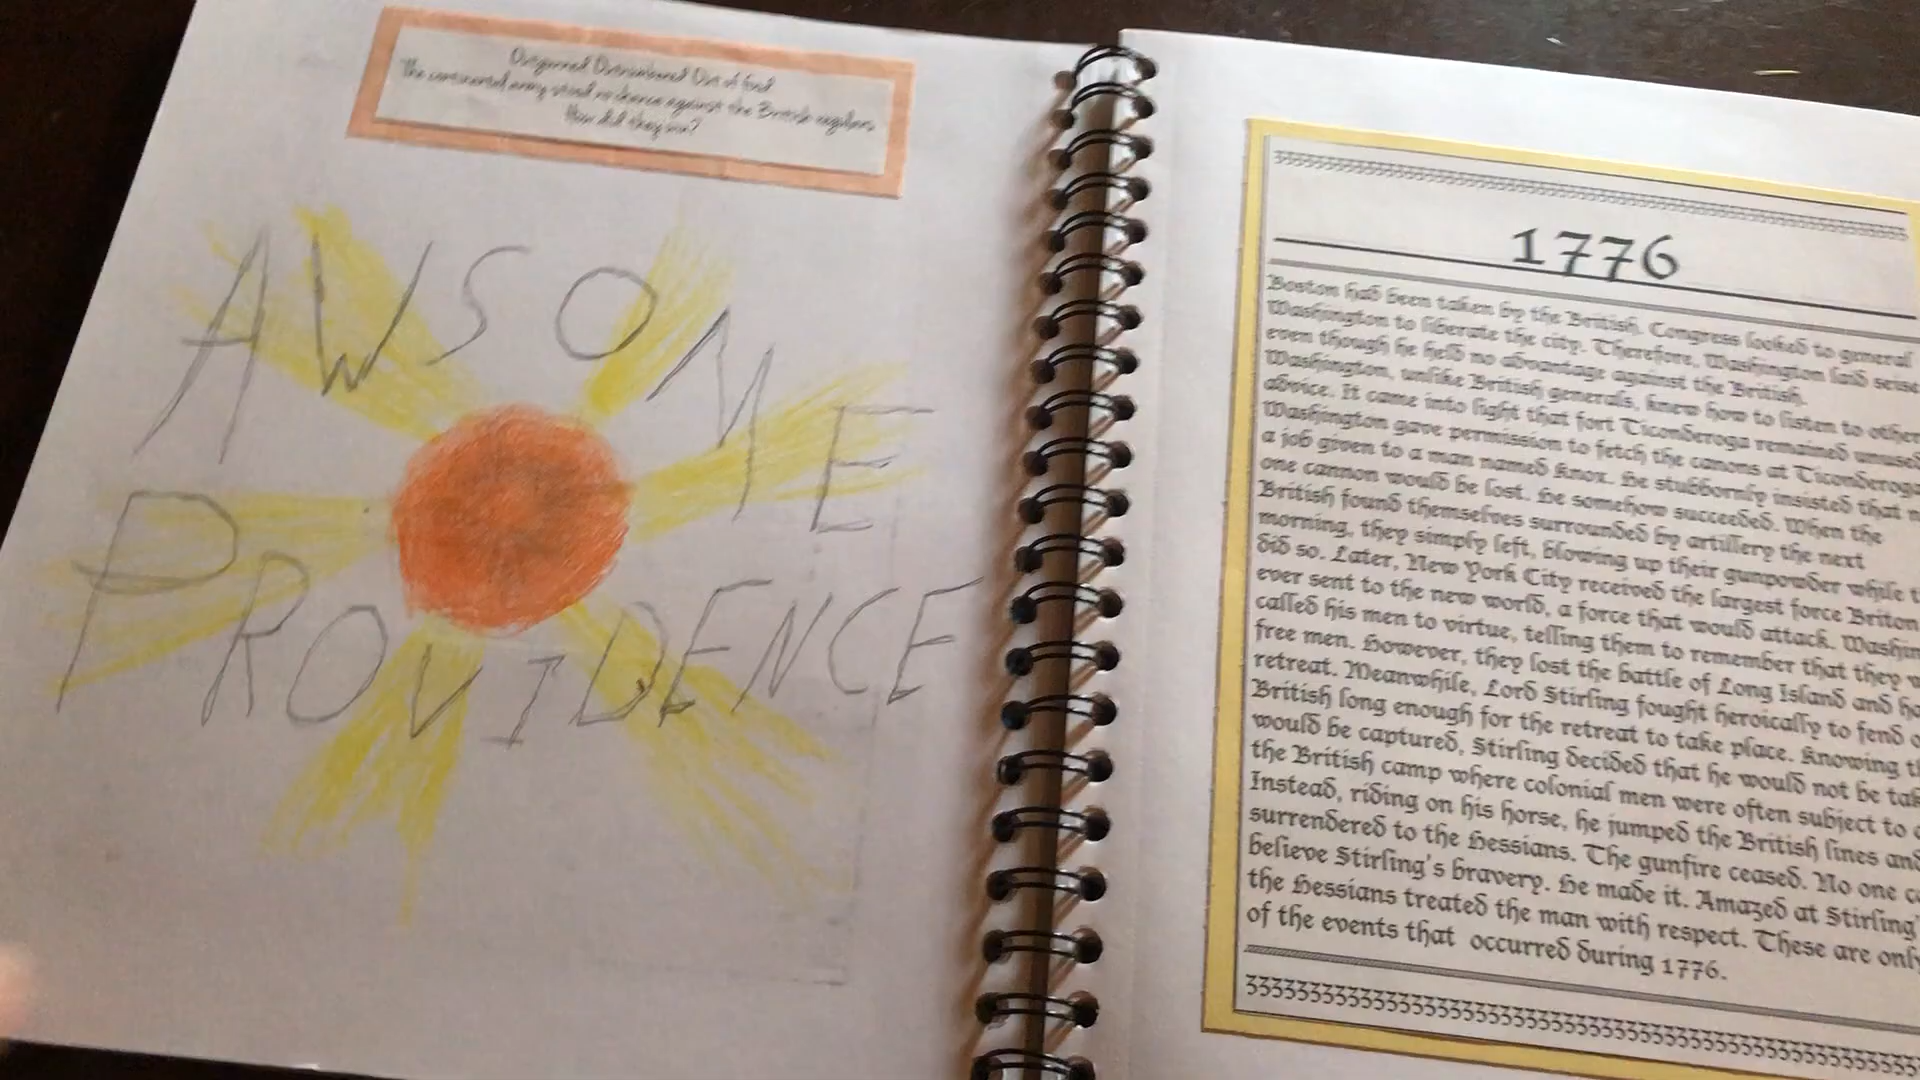 Outgunned Outnumbered Out of food
The continental army stood no chance against the British regulars
How did they win?
AWSOME
PROVIDENCE
1776
Boston had been taken by the British. Congress looked to general
Washington to liberate the city. Therefore, Washington laid seise
even though he held no advantage against the British.
Washington, unlike British generals, knew how to listen to other
advice. It came into light that fort Ticonderoga remained unused
Washington gave permission to fetch the canons at Ticonderoga
a job given to a man named Knox. He stubbornly insisted that
one cannon would be lost. He somehow succeeded. When the
British found themselves surrounded by artillery the next
morning, they simply left, blowing up their gunpowder while
did so. Later, New York City received the largest force Briton
ever sent to the new world, a force that would attack.
called his men to virtue, telling them to remember that they
free men. However, they lost the battle of Long Island and
retreat. Meanwhile, Lord Stirling fought heroically to fend
British long enough for the retreat to take place. Knowing
would be captured, Stirling decided that he would not be
the British camp where colonial men were often subject to
Instead, riding on his horse, he jumped the British lines and
surrendered to the Hessians. The gunfire ceased. No one
believe Stirling's bravery. He made it. Amazed at Stirling'
the Hessians treated the man with respect. These are only
of the events that occurred during 1776.